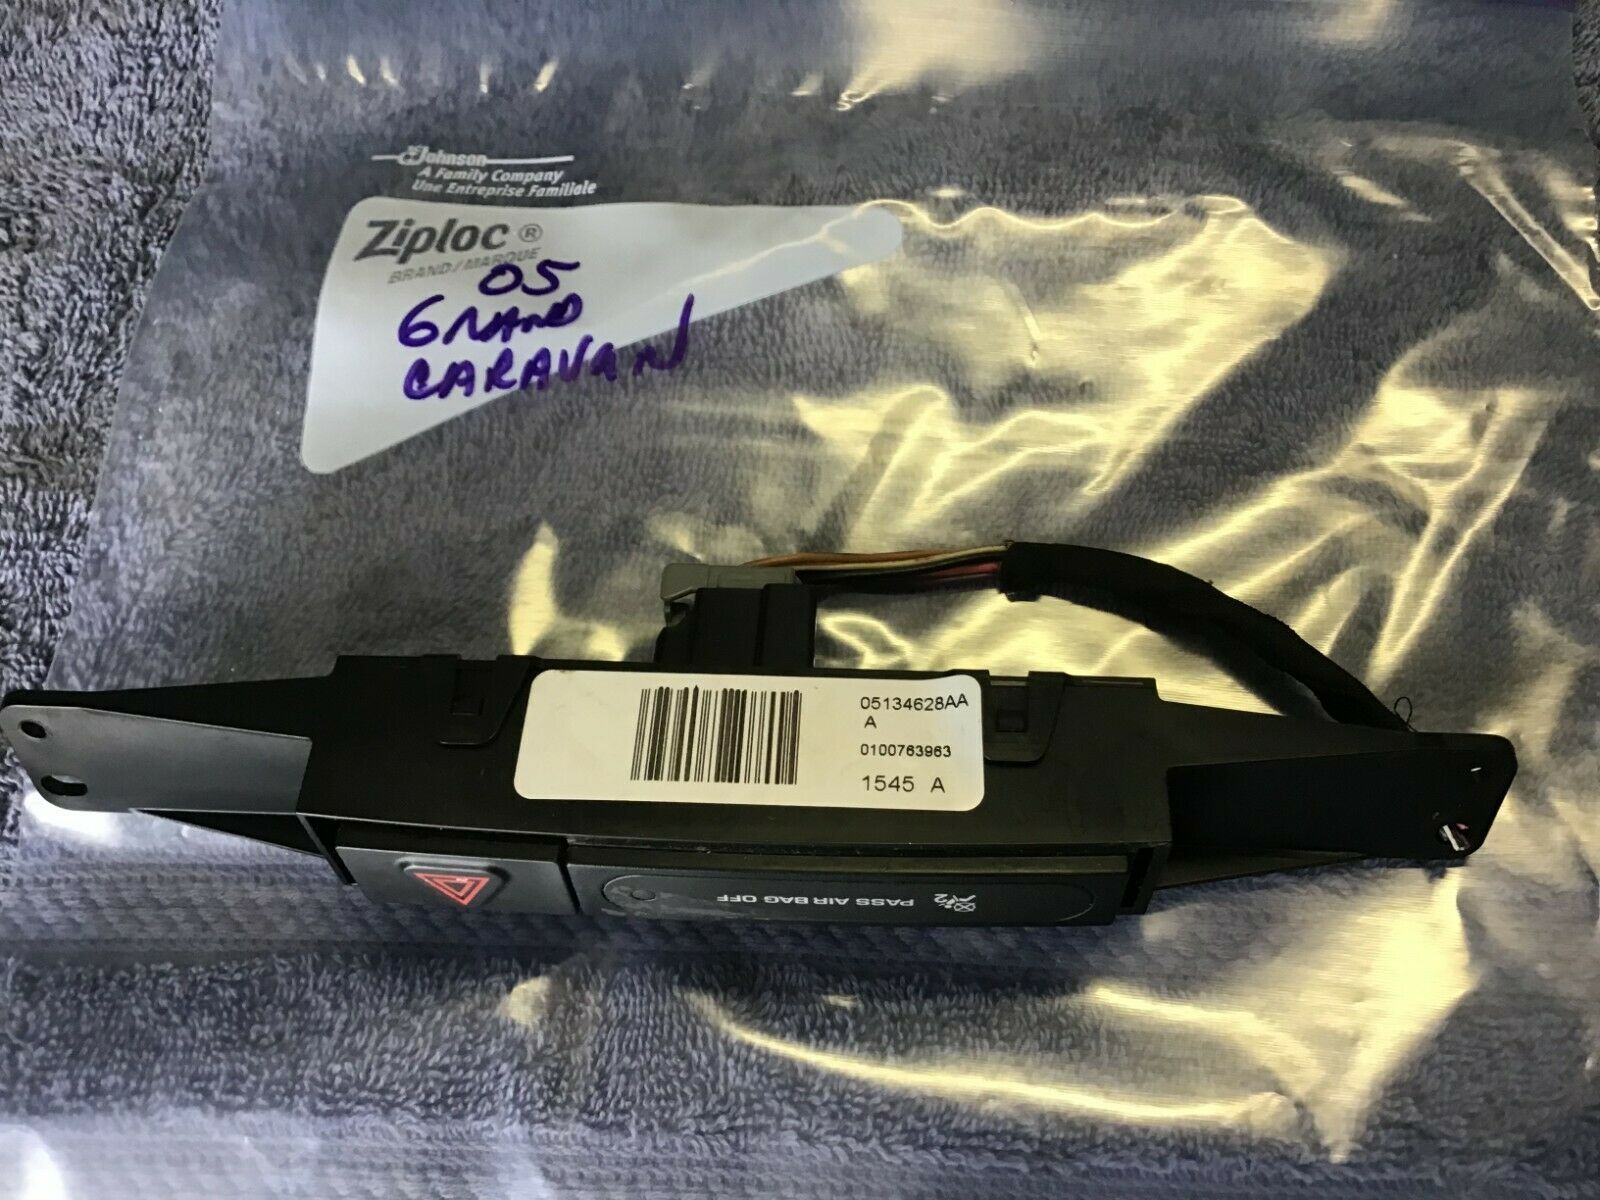 SC Johnson
A Family Company
Une Entreprise Familiale
Ziploc®
BRAND/MARQUE
05
GRAND
CARAVAN
05134628AA
A
0100763963
1545 A
PASS AIR BAG OFF